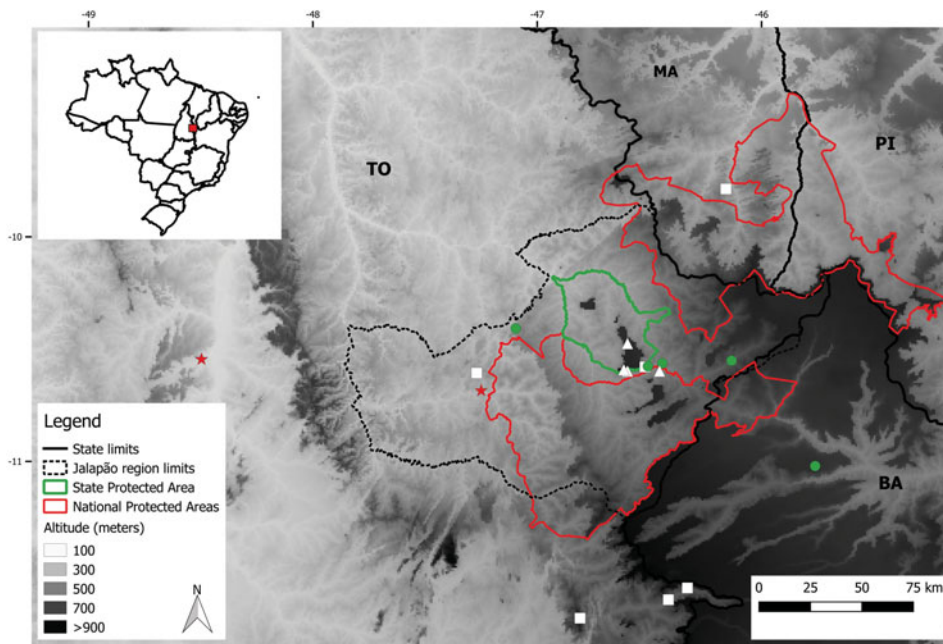 -49 -48 -47 -46
MA
PI
TO
-10
-11
BA
Legend
State limits
Jalapão region limits
State Protected Area
National Protected Areas
Altitude (meters)
100
300
500
700
>900
N
0 25 50 75 km